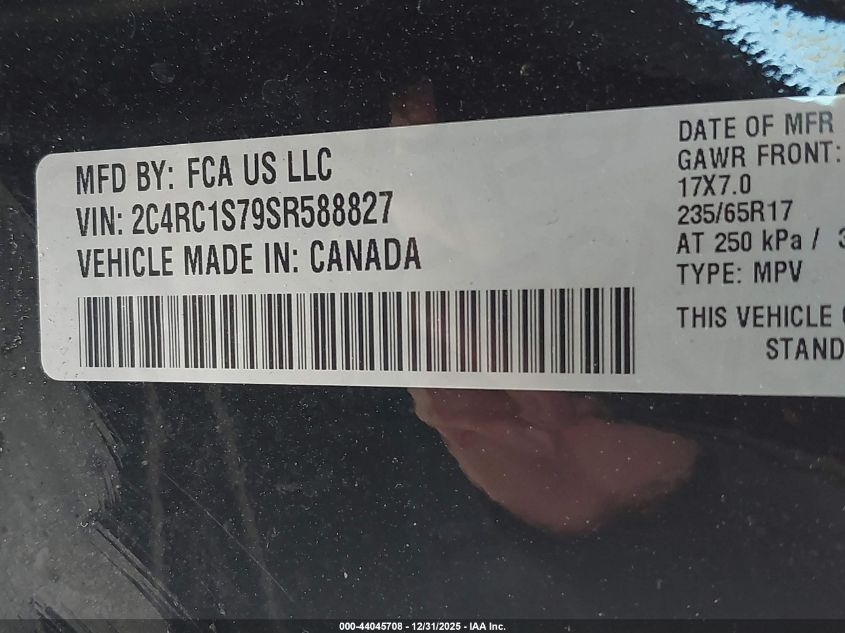 MFD BY: FCA US LLC
VIN: 2C4RC1S79SR588827
VEHICLE MADE IN: CANADA
DATE OF MFR
GAWR FRONT:
17X7.0
235/65R17
AT 250 kPa / 3
TYPE: MPV
THIS VEHICLE
STAND
000-44045708 - 12/31/2025 - IAA Inc.